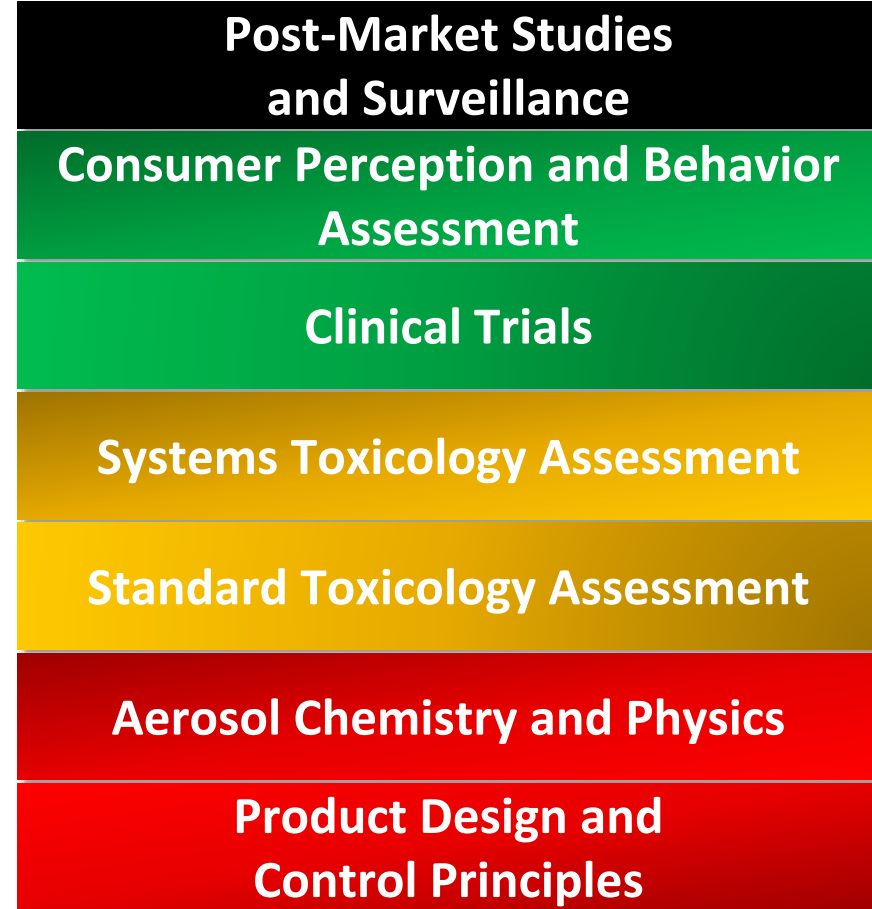 Post-Market Studies
and Surveillance
Consumer Perception and Behavior
Assessment
Clinical Trials
Systems Toxicology Assessment
Standard Toxicology Assessment
Aerosol Chemistry and Physics
Product Design and
Control Principles